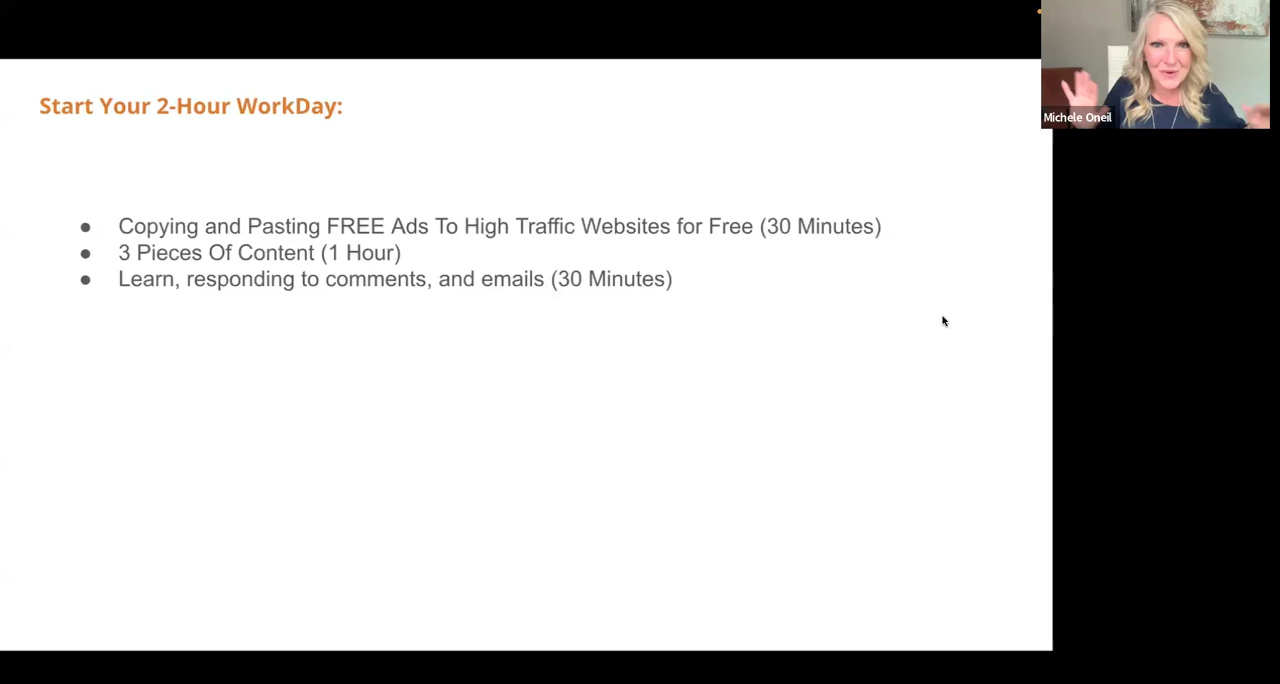 Start Your 2-Hour WorkDay:
● Copying and Pasting FREE Ads To High Traffic Websites for Free (30 Minutes)
● 3 Pieces Of Content (1 Hour)
● Learn, responding to comments, and emails (30 Minutes)
Michele Oneil